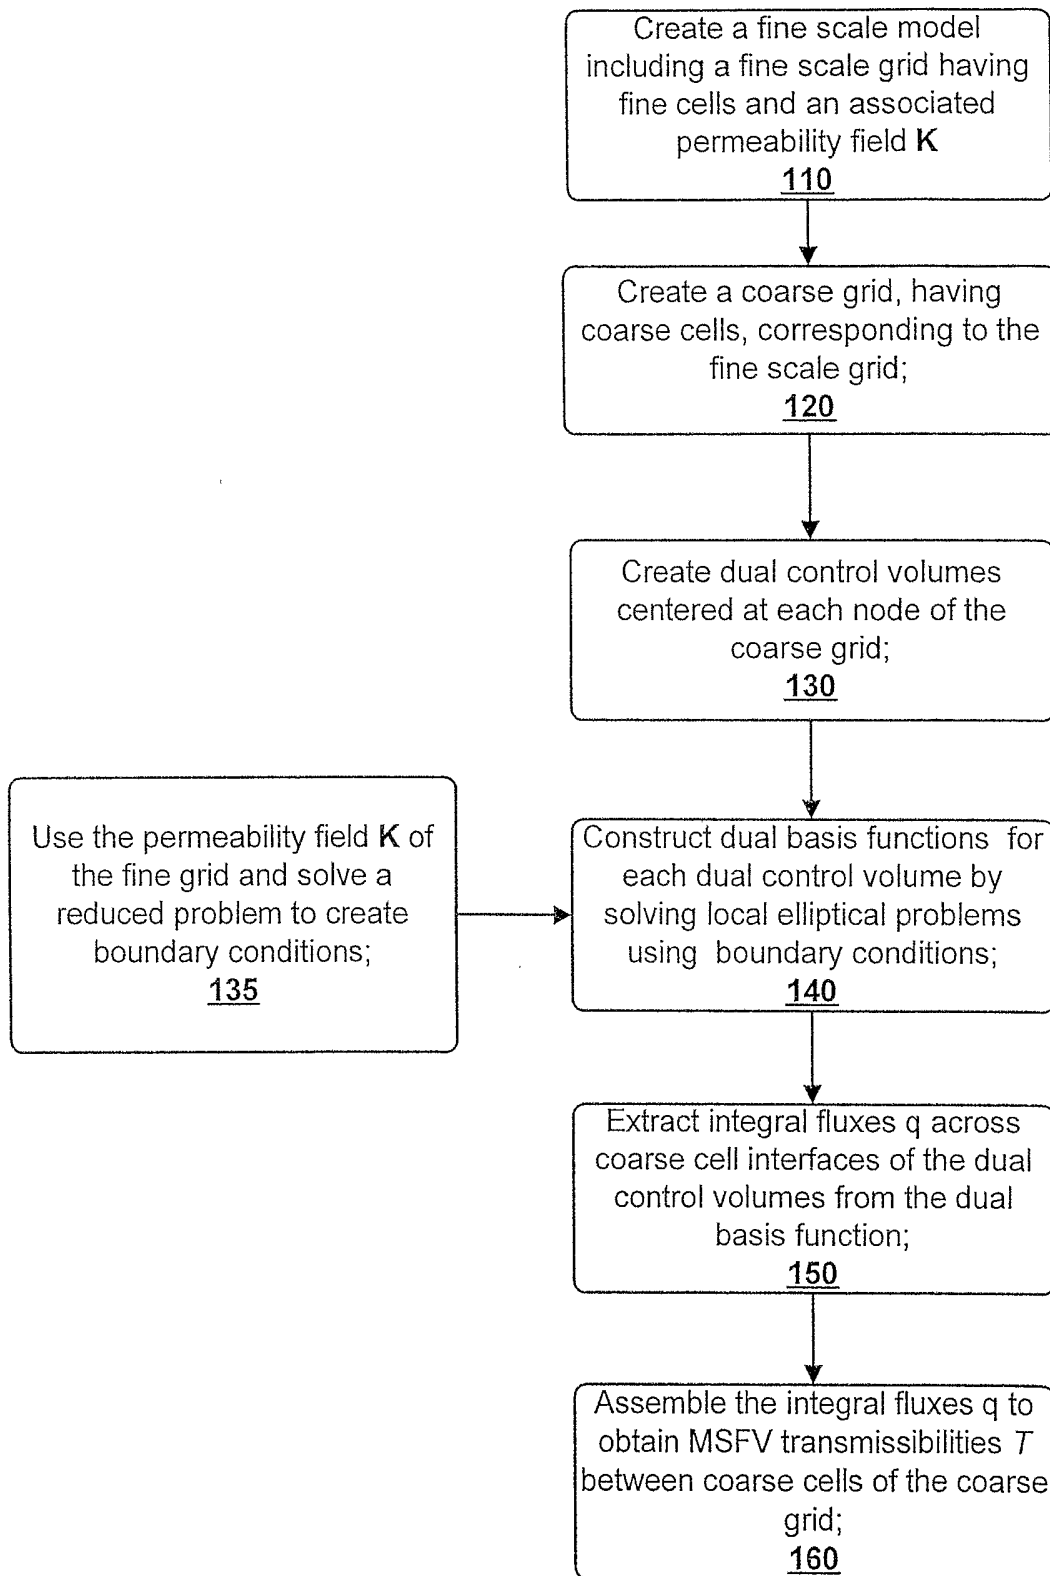 Create a fine scale model
including a fine scale grid having
fine cells and an associated
permeability field K
110
Create a coarse grid, having
coarse cells, corresponding to the
fine scale grid;
120
Create dual control volumes
centered at each node of the
coarse grid;
130
Use the permeability field K of
the fine grid and solve a
reduced problem to create
boundary conditions;
135
Construct dual basis functions for
each dual control volume by
solving local elliptical problems
using boundary conditions;
140
Extract integral fluxes q across
coarse cell interfaces of the dual
control volumes from the dual
basis function;
150
Assemble the integral fluxes q to
obtain MSFV transmissibilities T
between coarse cells of the coarse
grid;
160